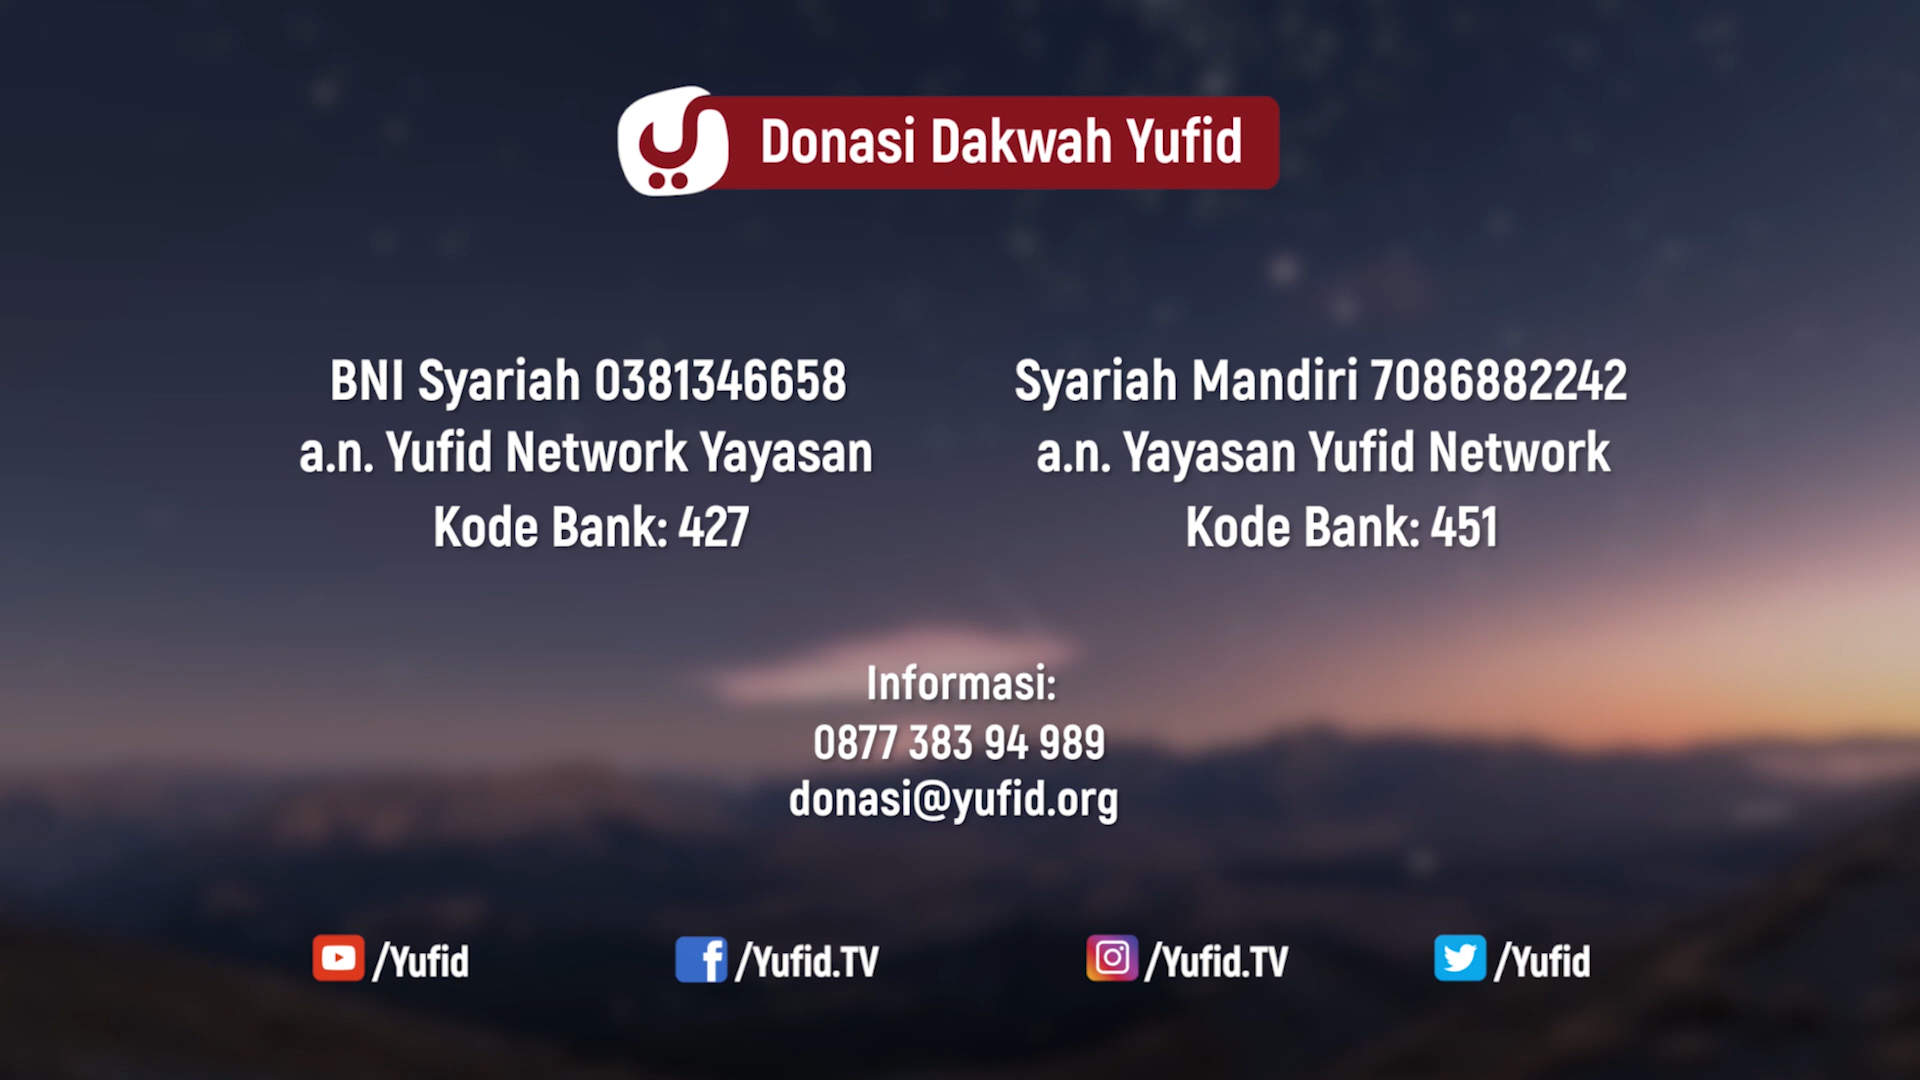 Donasi Dakwah Yufid
BNI Syariah 0381346658
a.n. Yufid Network Yayasan
Kode Bank: 427
Syariah Mandiri 7086882242
a.n. Yayasan Yufid Network
Kode Bank: 451
Informasi:
0877 383 94 989
donasi@yufid.org
/Yufid
/Yufid.TV
/Yufid.TV
/Yufid